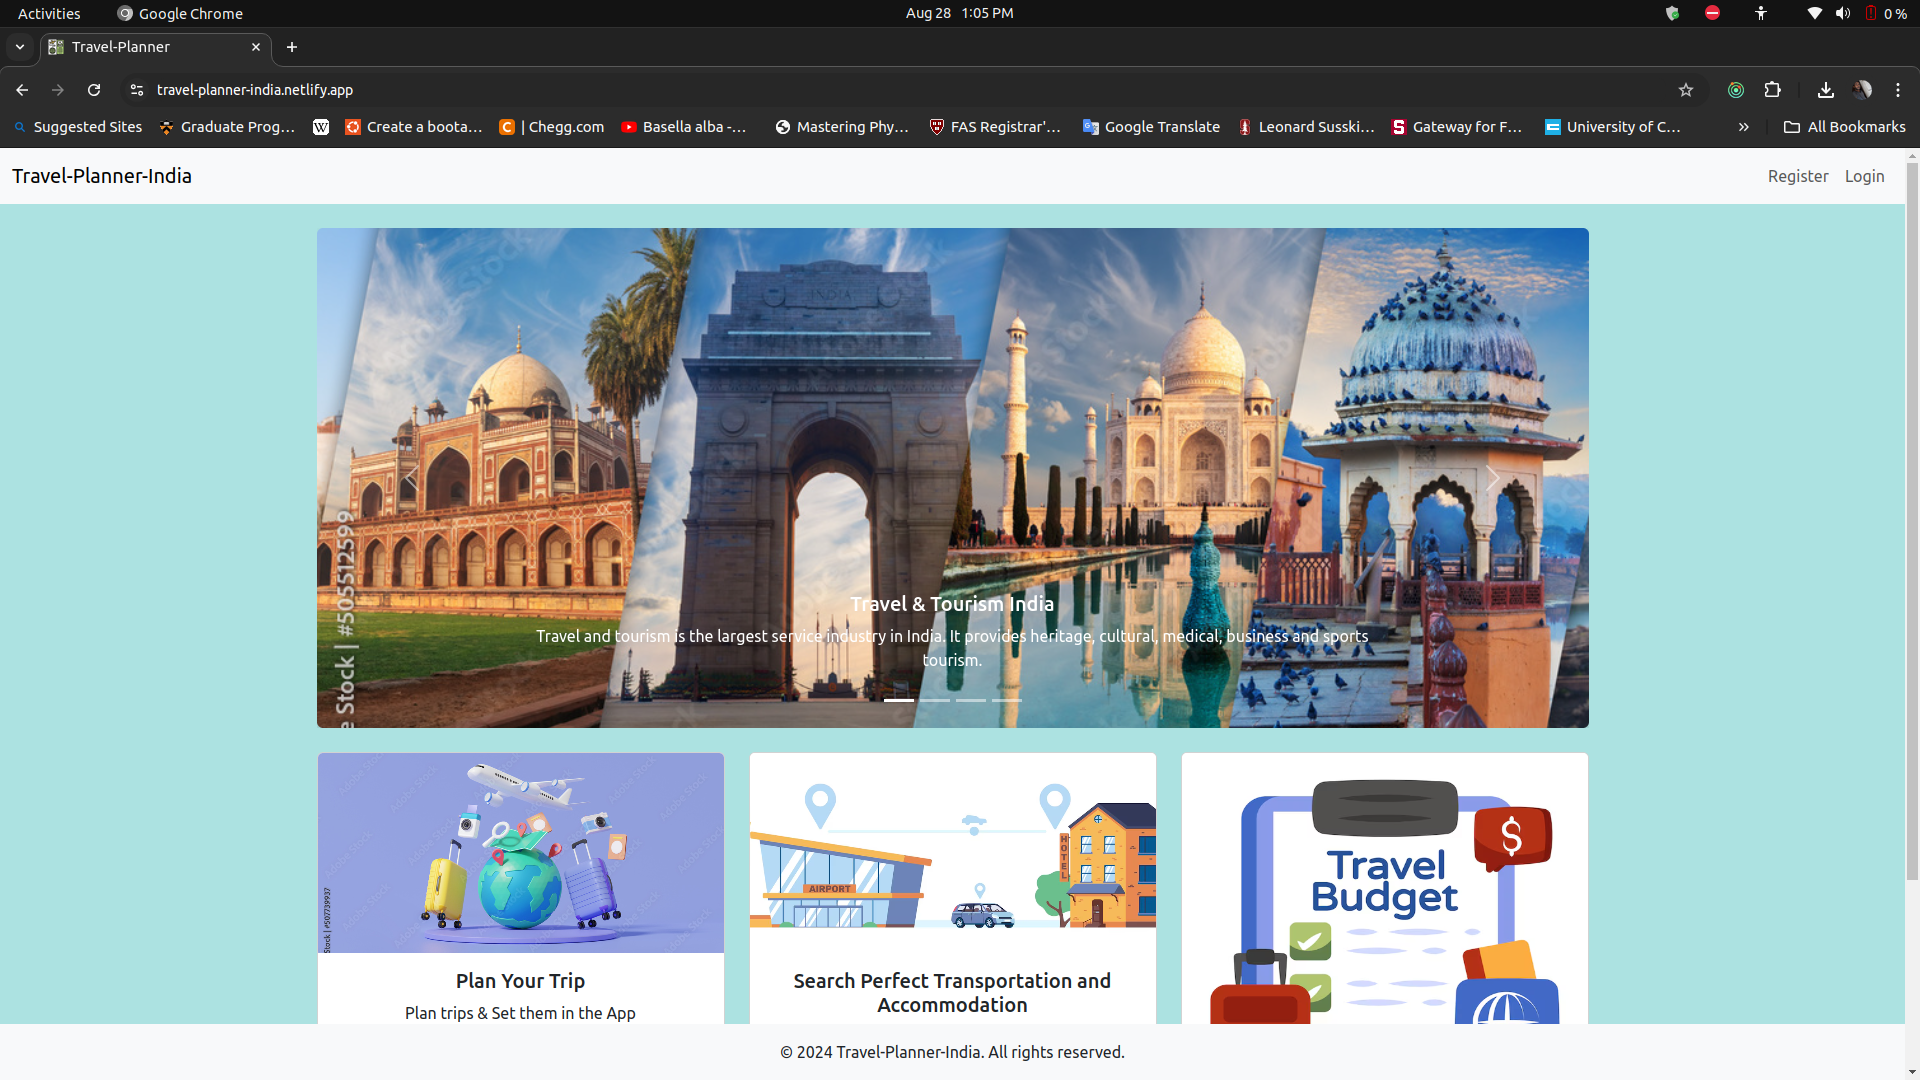 Activities
Google Chrome
Aug 28 1:05 PM
0 %
Travel-Planner
travel-planner-india.netlify.app
Suggested Sites
Graduate Prog...
W
Create a boota...
| Chegg.com
Basella alba -...
Mastering Phy...
FAS Registrar'...
Google Translate
Leonard Susski...
Gateway for F...
University of C...
All Bookmarks
Travel-Planner-India
Register
Login
INDIA
e Stock | #505512599
Travel & Tourism India
Travel and tourism is the largest service industry in India. It provides heritage, cultural, medical, business and sports
tourism.
Stock | #507739937
Plan Your Trip
Plan trips & Set them in the App
AIRPORT
HOTEL
Search Perfect Transportation and
Accommodation
$
Travel
Budget
© 2024 Travel-Planner-India. All rights reserved.